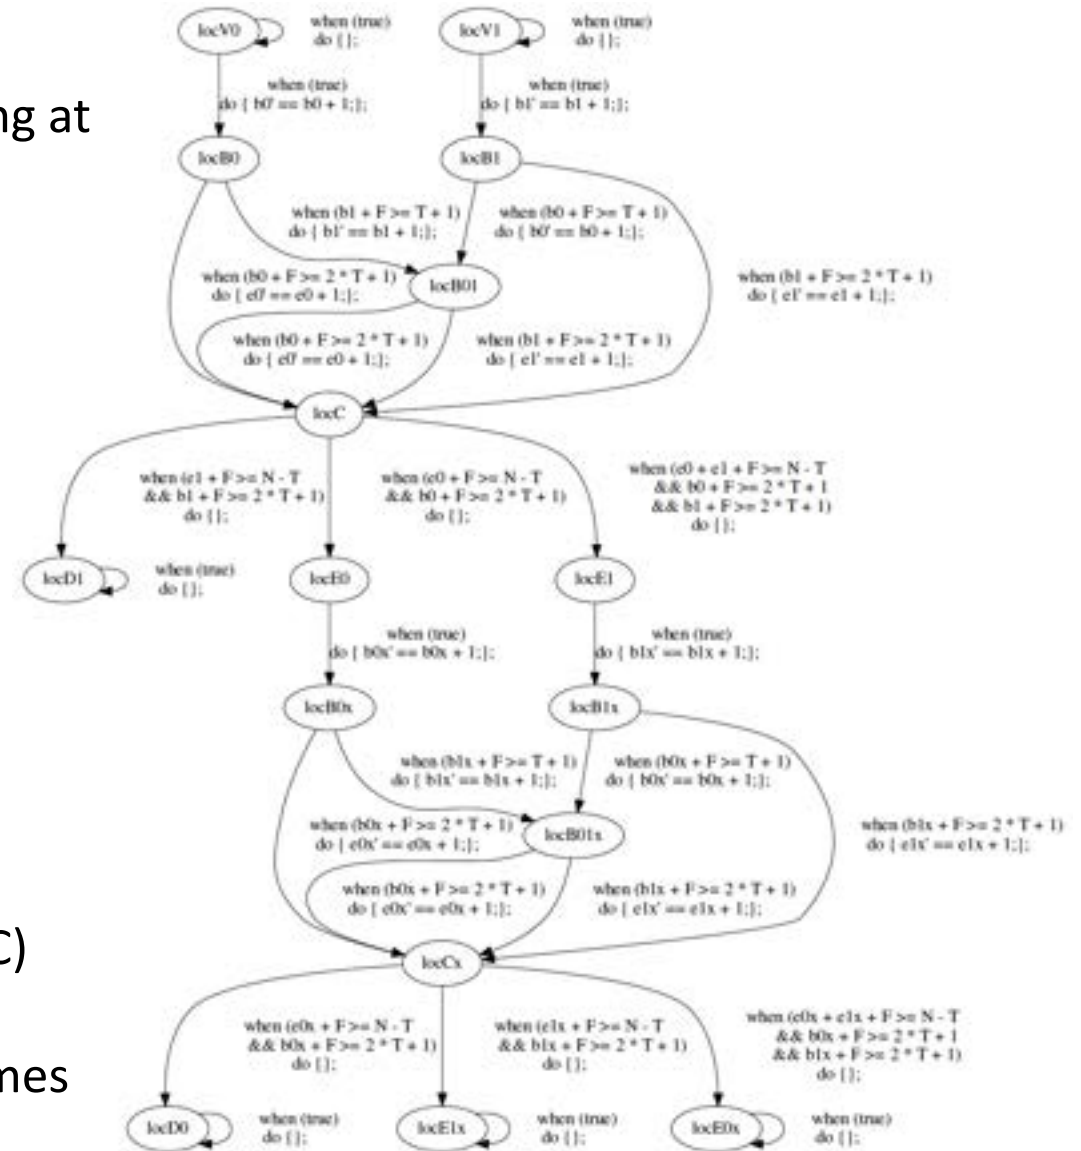 locV0
when (true)
do {};
locV1
when (true)
do {};
when (true)
do { b0' == b0 + 1;};
when (true)
do { b1' == b1 + 1;};
ng at
locB0
locB1
when (b1 + F >= T + 1)
do { b1' == b1 + 1;};
when (b0 + F >= T + 1)
do { b0' == b0 + 1;};
when (b0 + F >= 2 * T + 1)
do { e0' == e0 + 1;};
locB01
when (b1 + F >= 2 * T + 1)
do { e1' == e1 + 1;};
when (b0 + F >= 2 * T + 1)
do { e0' == e0 + 1;};
when (b1 + F >= 2 * T + 1)
do { e1' == e1 + 1;};
locC
when (e1 + F >= N - T
&& b1 + F >= 2 * T + 1)
do {};
when (e0 + F >= N - T
&& b0 + F >= 2 * T + 1)
do {};
when (e0 + e1 + F >= N - T
&& b0 + F >= 2 * T + 1
&& b1 + F >= 2 * T + 1)
do {};
locD1
when (true)
do {};
locE0
locE1
when (true)
do { b0x' == b0x + 1;};
when (true)
do { b1x' == b1x + 1;};
locB0x
locB1x
when (b1x + F >= T + 1)
do { b1x' == b1x + 1;};
when (b0x + F >= T + 1)
do { b0x' == b0x + 1;};
when (b0x + F >= 2 * T + 1)
do { e0x' == e0x + 1;};
locB01x
when (b1x + F >= 2 * T + 1)
do { e1x' == e1x + 1;};
when (b0x + F >= 2 * T + 1)
do { e0x' == e0x + 1;};
when (b1x + F >= 2 * T + 1)
do { e1x' == e1x + 1;};
C)
locCx
when (e0x + F >= N - T
&& b0x + F >= 2 * T + 1)
do {};
when (e1x + F >= N - T
&& b1x + F >= 2 * T + 1)
do {};
when (e0x + e1x + F >= N - T
&& b0x + F >= 2 * T + 1
&& b1x + F >= 2 * T + 1)
do {};
mes
locD0
when (true)
do {};
locE1x
when (true)
do {};
locE0x
when (true)
do {};